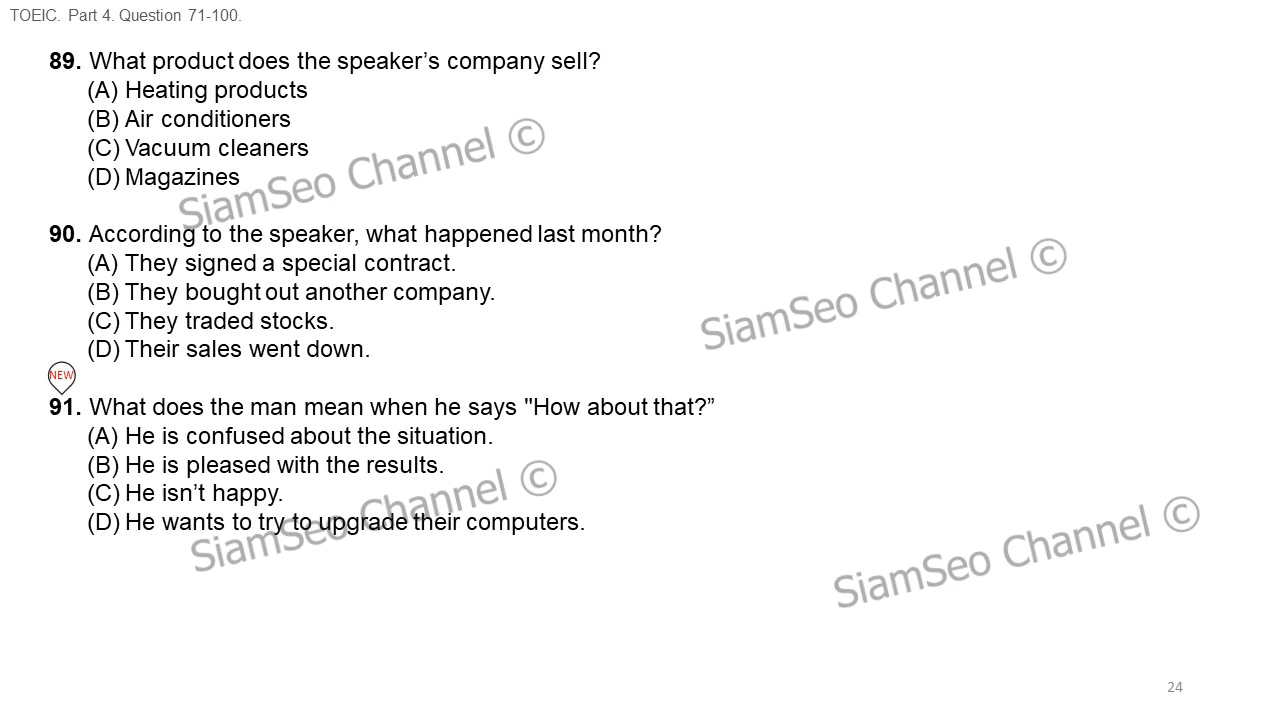 TOEIC. Part 4. Question 71-100.
89. What product does the speaker’s company sell?
(A) Heating products
(B) Air conditioners
(C) Vacuum cleaners
(D) Magazines
SiamSeo Channel ©
90. According to the speaker, what happened last month?
(A) They signed a special contract.
(B) They bought out another company.
(C) They traded stocks.
(D) Their sales went down.
SiamSeo Channel ©
NEW
91. What does the man mean when he says "How about that?”
(A) He is confused about the situation.
(B) He is pleased with the results.
(C) He isn’t happy.
(D) He wants to try to upgrade their computers.
SiamSeo Channel ©
SiamSeo Channel ©
24